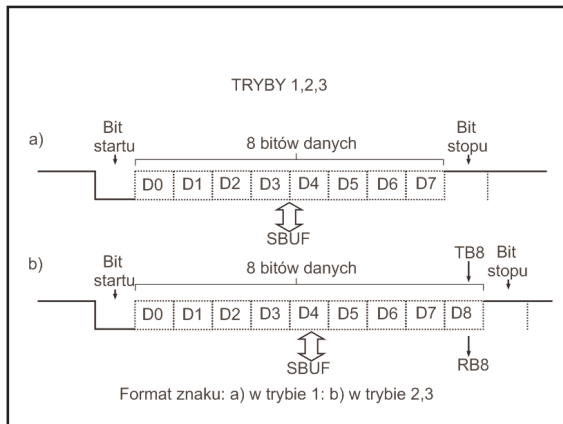 TRYBY 1,2,3
a)
Bit startu
8 bitów danych
Bit stopu
D0 D1 D2 D3 D4 D5 D6 D7
SBUF
b)
Bit startu
8 bitów danych
TB8
Bit stopu
D0 D1 D2 D3 D4 D5 D6 D7 D8
SBUF
RB8
Format znaku: a) w trybie 1: b) w trybie 2,3